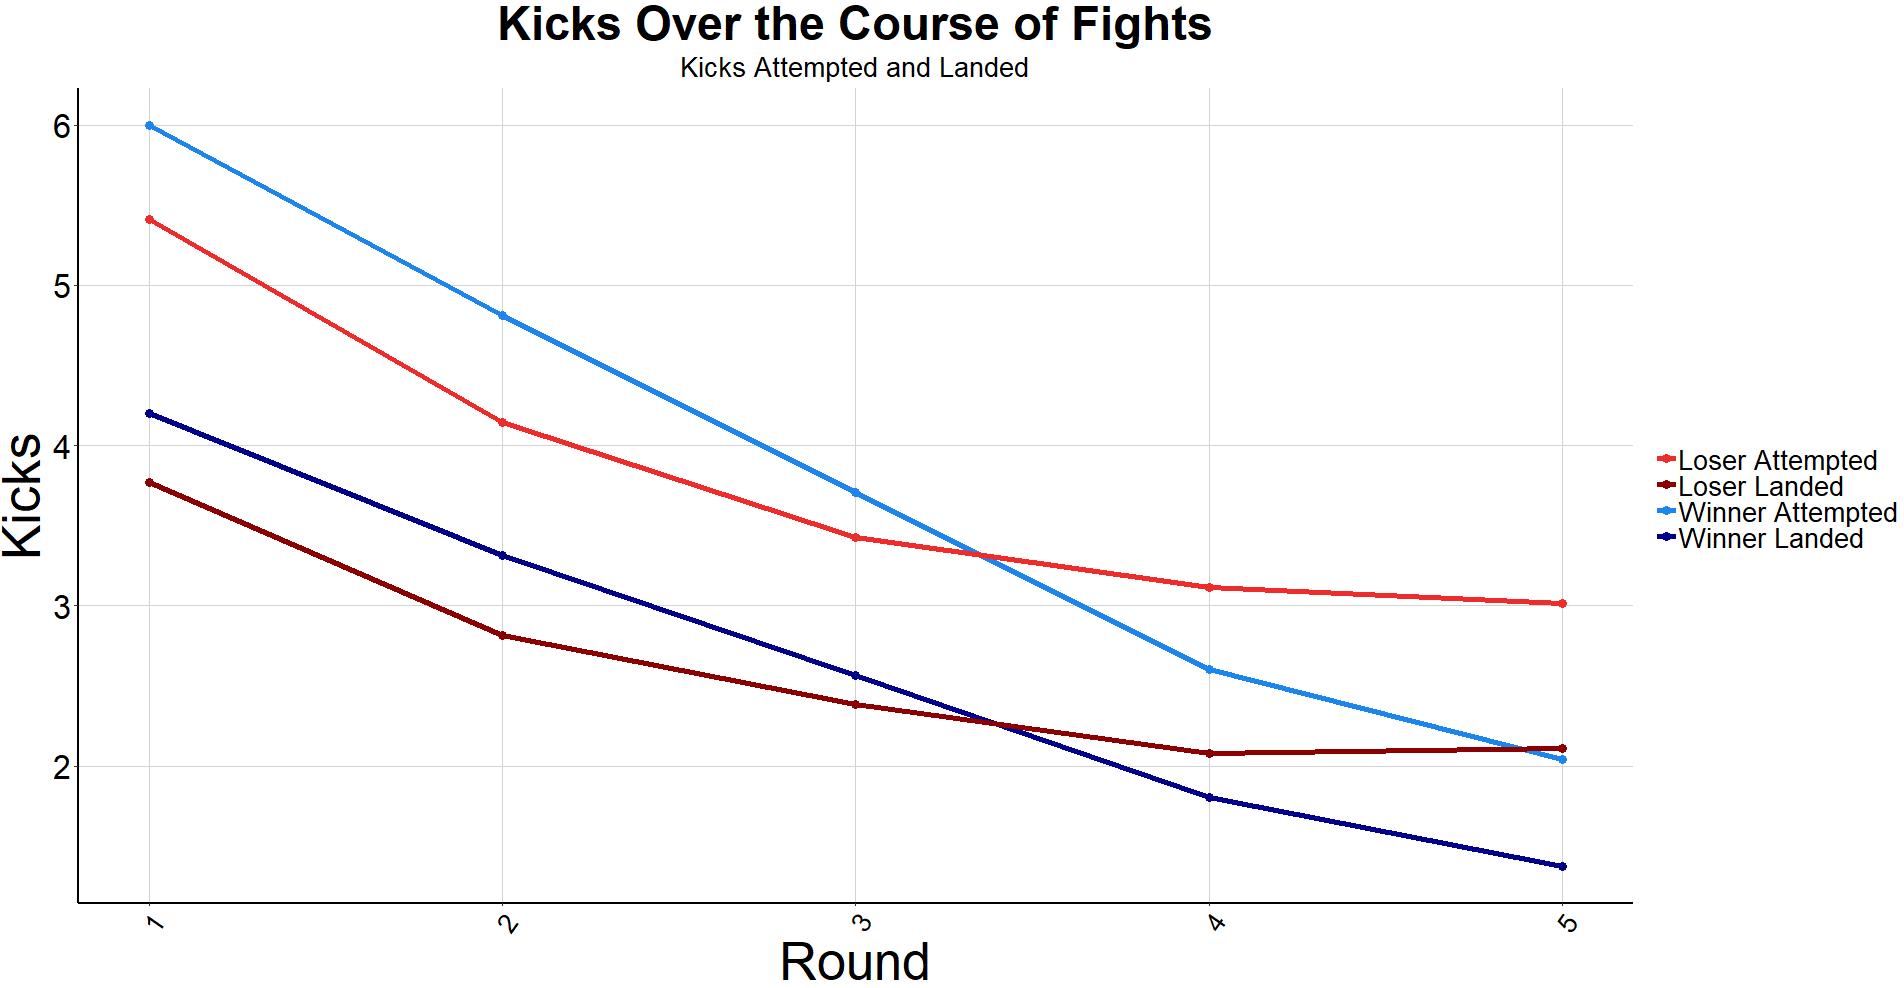 Kicks Over the Course of Fights
Kicks Attempted and Landed
Kicks
6
5
4
3
2
1
2
3
4
5
Round
Loser Attempted
Loser Landed
Winner Attempted
Winner Landed